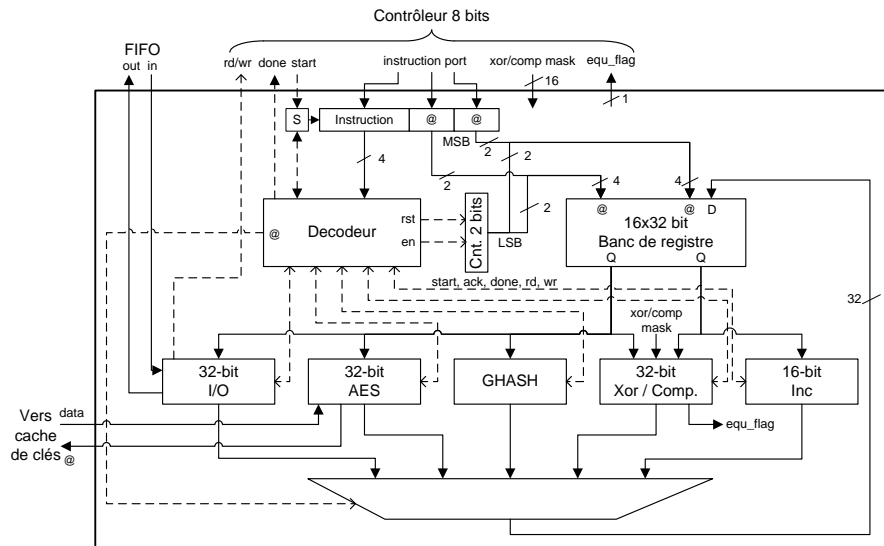 Contrôleur 8 bits
FIFO
out in
rd/wr done start
instruction port
xor/comp mask
equ_flag
16
1
S
Instruction
@
@
MSB
2
2
4
2
4
4
2
LSB
@
Decodeur
rst
en
Cnt. 2 bits
@
@ D
16x32 bit
Banc de registre
Q
Q
start, ack, done, rd, wr
32
xor/comp
mask
32-bit
I/O
32-bit
AES
GHASH
32-bit
Xor / Comp.
16-bit
Inc
Vers
cache
de clés
data
@
equ_flag